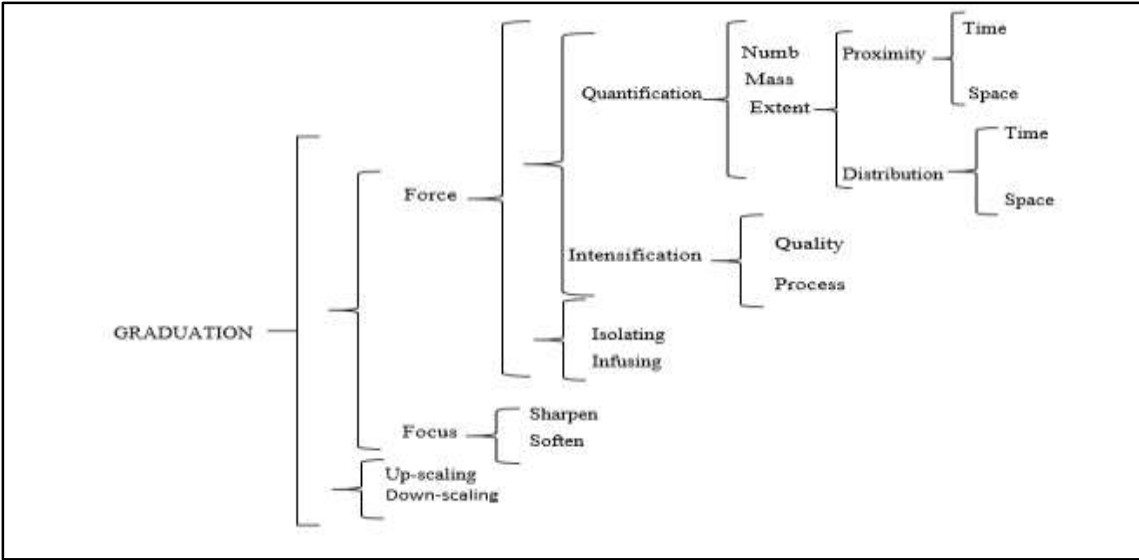 Time
Numb
Proximity
Mass
Quantification
Space
Extent
Time
Distribution
Force
Space
Quality
Intensification
Process
GRADUATION
Isolating
Infusing
Sharpen
Focus
Soften
Up-scaling
Down-scaling